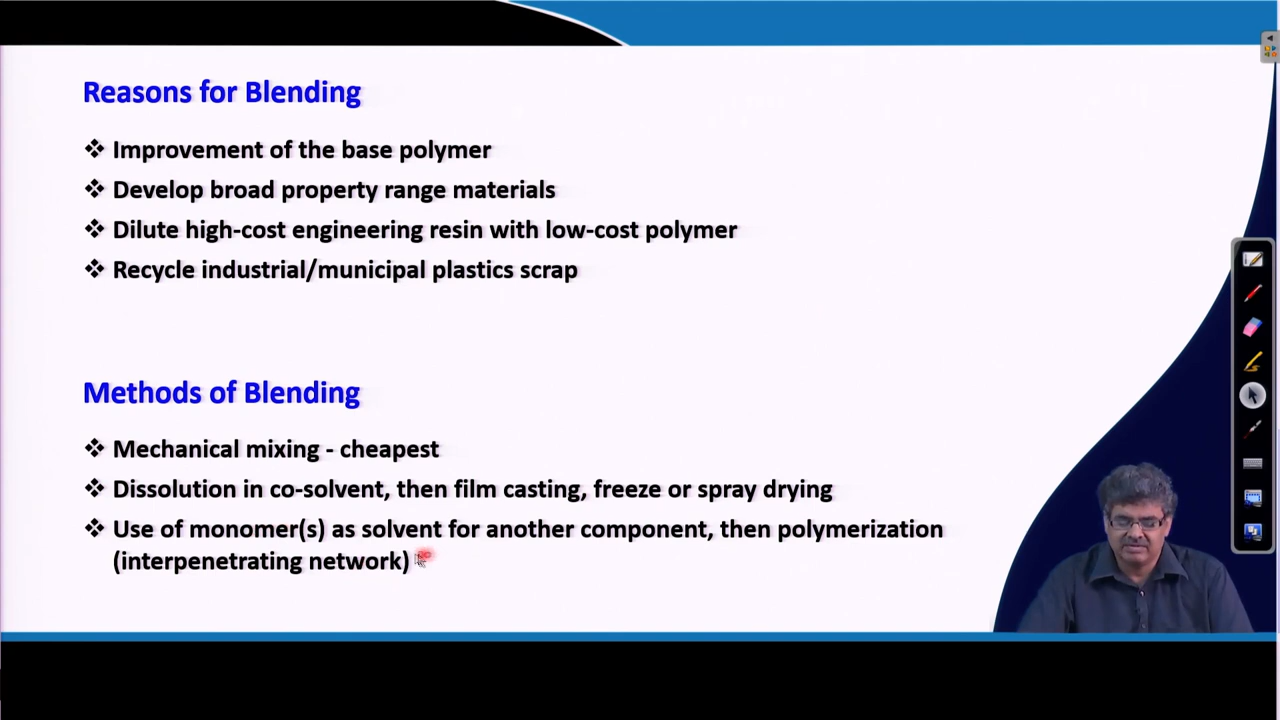 Reasons for Blending
❖ Improvement of the base polymer
❖ Develop broad property range materials
❖ Dilute high-cost engineering resin with low-cost polymer
❖ Recycle industrial/municipal plastics scrap
Methods of Blending
❖ Mechanical mixing - cheapest
❖ Dissolution in co-solvent, then film casting, freeze or spray drying
❖ Use of monomer(s) as solvent for another component, then polymerization
(interpenetrating network)